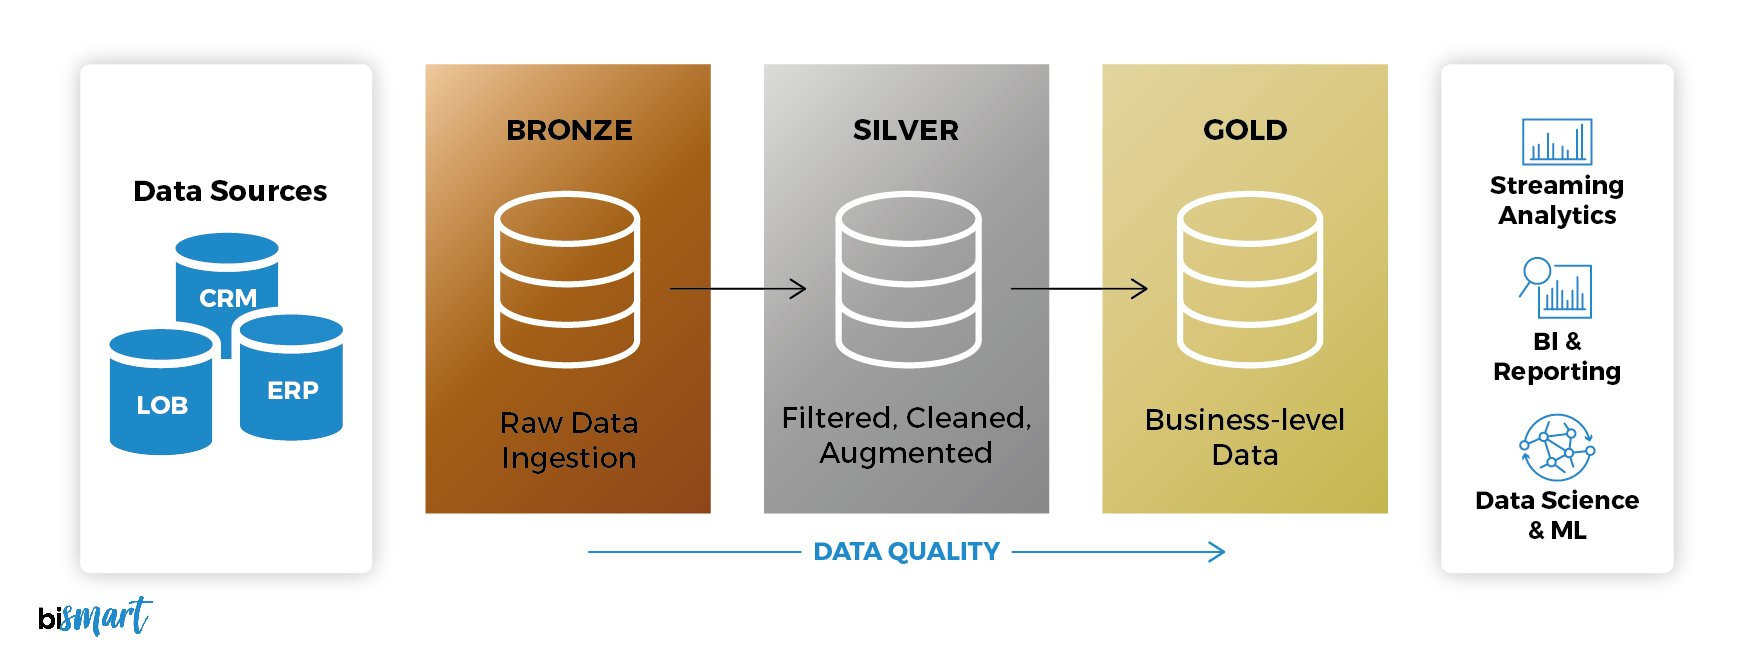 Data Sources
CRM
LOB
ERP
BRONZE
Raw Data
Ingestion
SILVER
Filtered, Cleaned,
Augmented
GOLD
Business-level
Data
DATA QUALITY
Streaming
Analytics
BI &
Reporting
Data Science
& ML
bismart